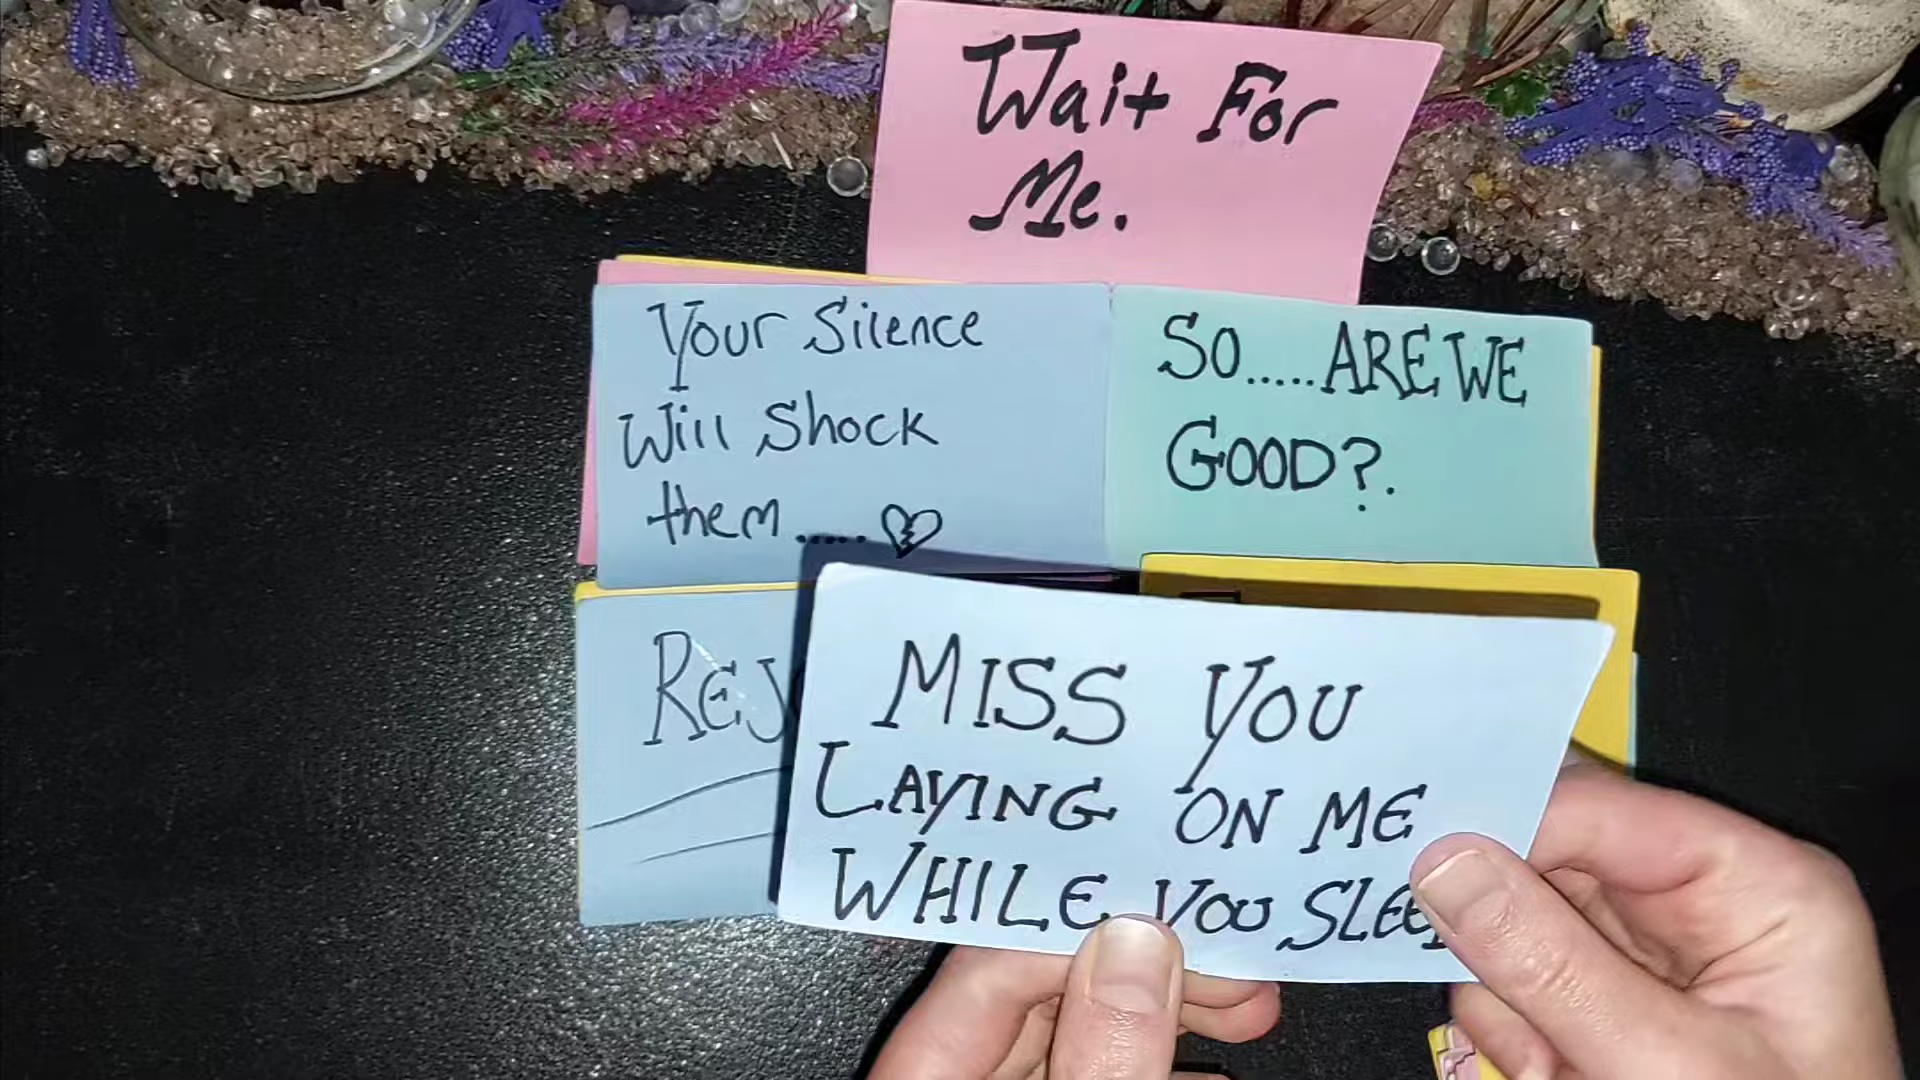 Wait For
Me.
Your Silence
Will Shock
them.....
SO.....ARE WE
GOOD?.
MISS YOU
LAYING ON ME
WHILE YOU